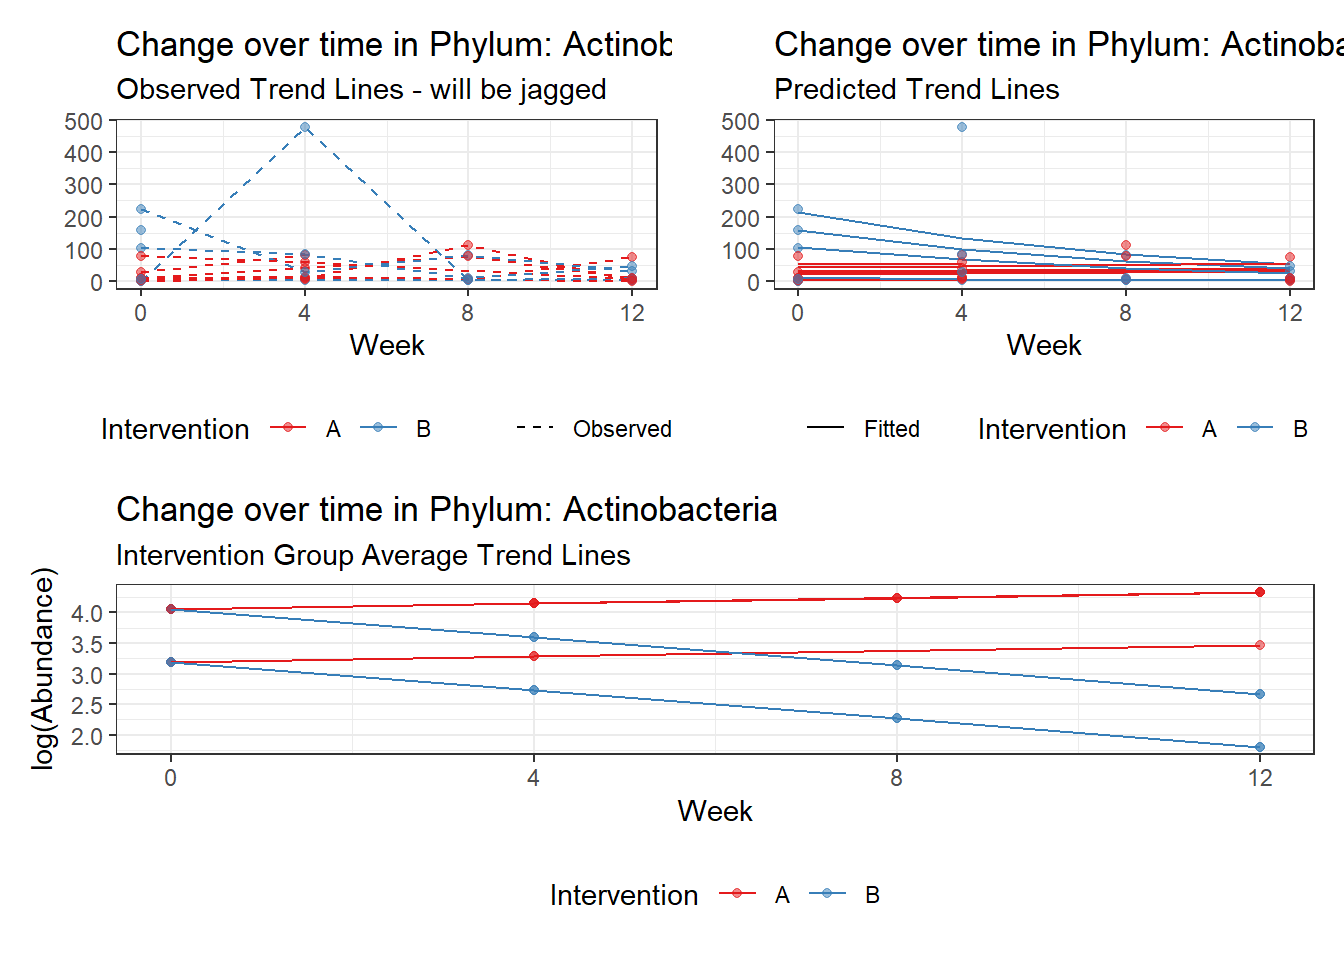 Change over time in Phylum: Actinob
Observed Trend Lines - will be jagged
500
400
300
200
100
0
0 4 8 12
Week
Intervention A B Observed
Change over time in Phylum: Actinoba
Predicted Trend Lines
500
400
300
200
100
0
0 4 8 12
Week
Fitted Intervention A B
Change over time in Phylum: Actinobacteria
Intervention Group Average Trend Lines
log(Abundance)
4.0
3.5
3.0
2.5
2.0
0 4 8 12
Week
Intervention A B